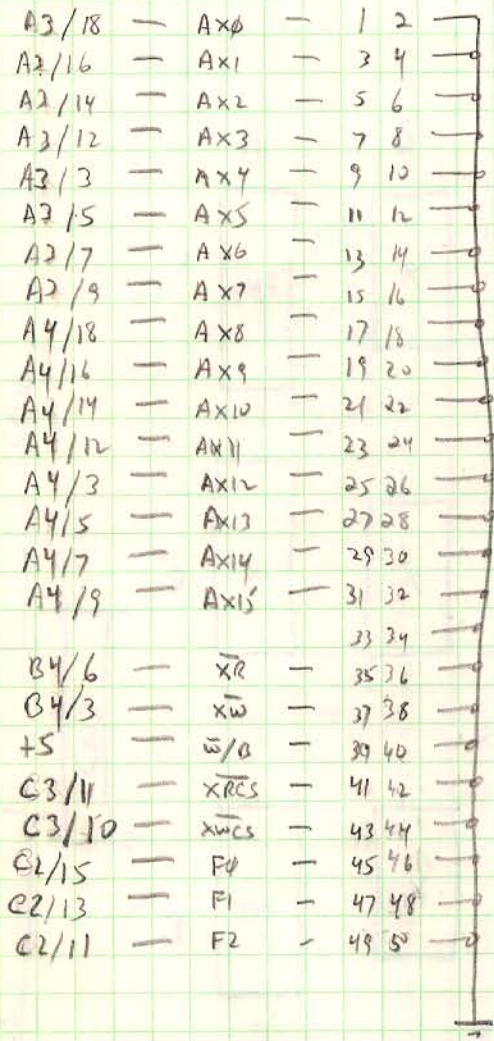 A3/18 — AXØ — 1 2
A3/16 — AX1 — 3 4
A3/14 — AX2 — 5 6
A3/12 — AX3 — 7 8
A3/3 — AX4 — 9 10
A3/5 — AX5 — 11 12
A3/7 — AX6 — 13 14
A3/9 — AX7 — 15 16
A4/18 — AX8 — 17 18
A4/16 — AX9 — 19 20
A4/14 — AX10 — 21 22
A4/12 — AX11 — 23 24
A4/3 — AX12 — 25 26
A4/5 — AX13 — 27 28
A4/7 — AX14 — 29 30
A4/9 — AX15 — 31 32
33 34
B4/6 — X̅R̅ — 35 36
B4/3 — X̅W̅ — 37 38
+5 — W̅/B — 39 40
C3/11 — X̅R̅C̅S̅ — 41 42
C3/10 — X̅W̅C̅S̅ — 43 44
C2/15 — FØ — 45 46
C2/13 — F1 — 47 48
C2/11 — F2 - 49 50